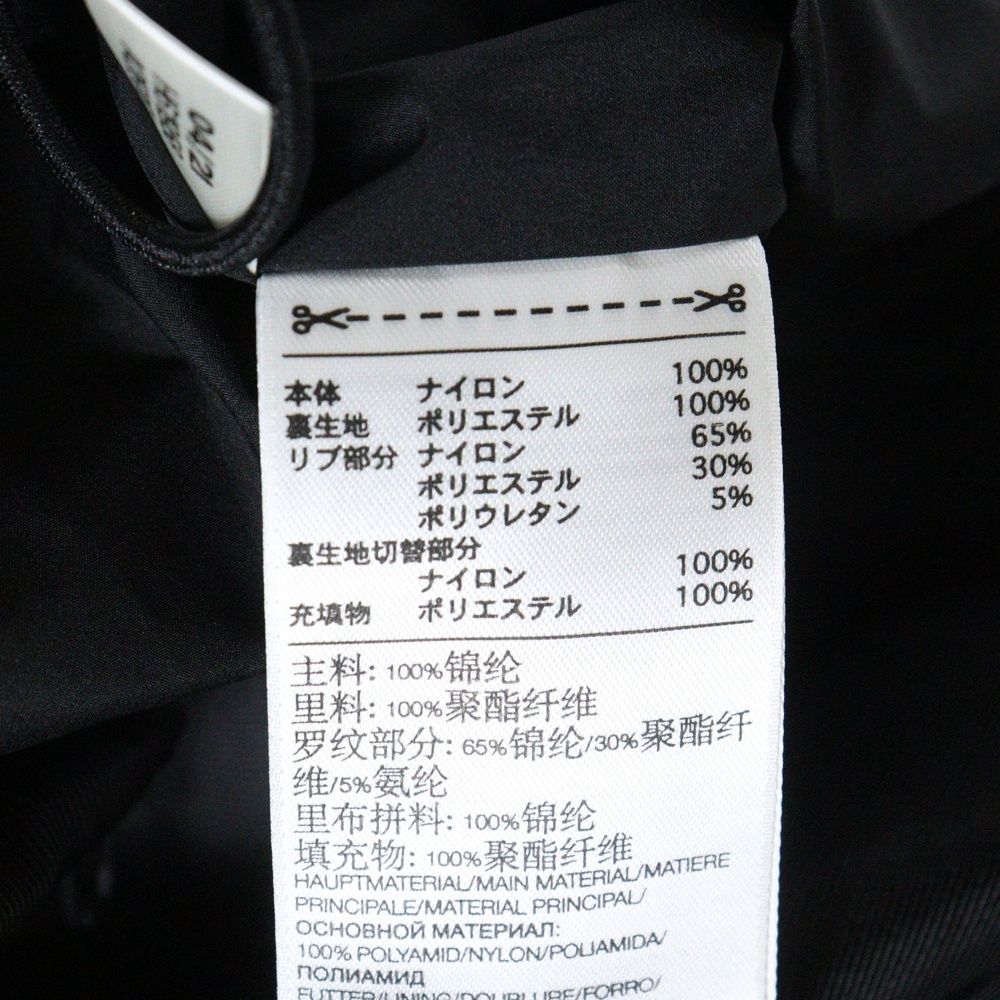 04/21
本体 ナイロン 100%
裏生地 ポリエステル 100%
リブ部分 ナイロン 65%
ポリエステル 30%
ポリウレタン 5%
裏生地切替部分
ナイロン 100%
充填物 ポリエステル 100%
主料: 100%锦纶
里料: 100%聚酯纤维
罗纹部分: 65%锦纶/30%聚酯纤
维/5%氨纶
里布拼料: 100%锦纶
填充物: 100%聚酯纤维
HAUPTMATERIAL/MAIN MATERIAL/MATIERE
PRINCIPALE/MATERIAL PRINCIPAL/
ОСНОВНОЙ МАТЕРИАЛ:
100% POLYAMID/NYLON/POLIAMIDA/
ПОЛИАМИД
FUTTER/LINING/DOUBLURE/FORRO/